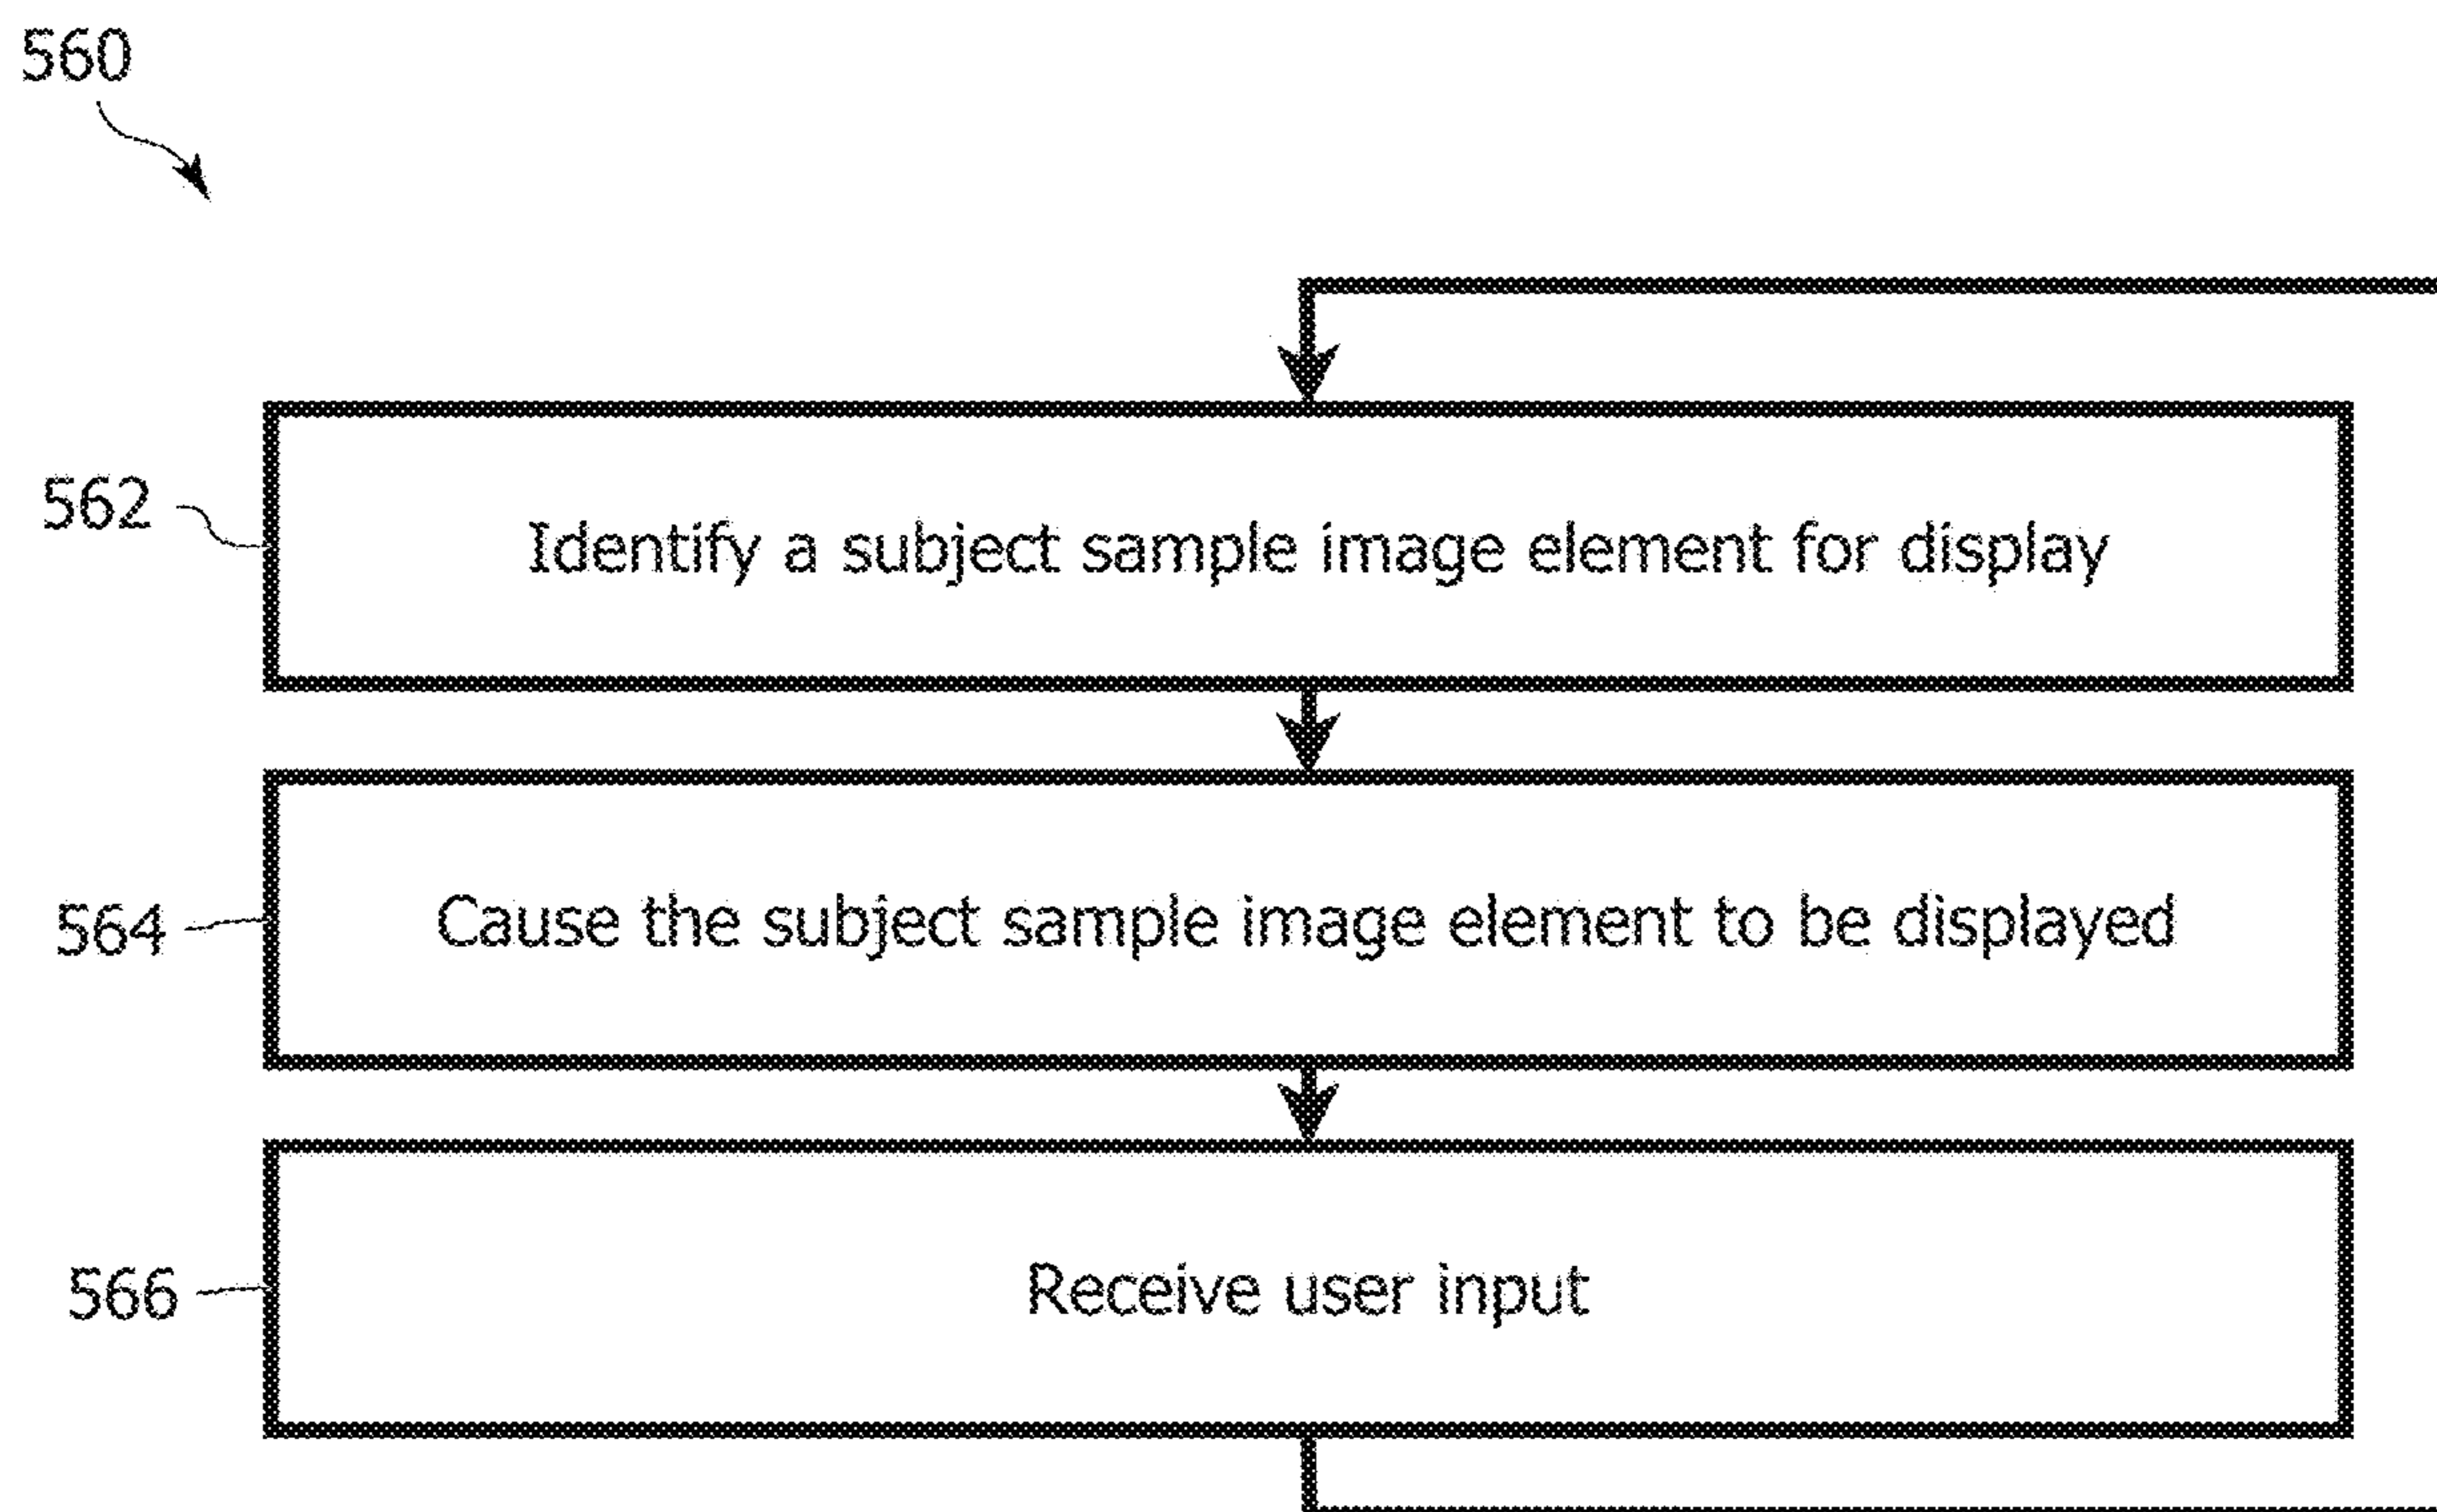 560
562
Identify a subject sample image element for display
564
Cause the subject sample image element to be displayed
566
Receive user input